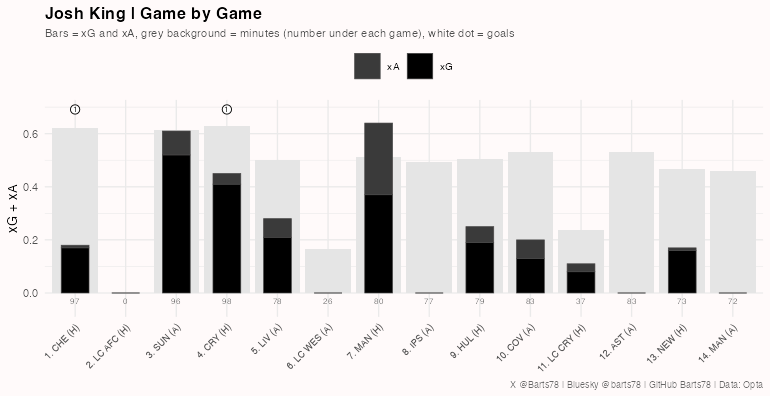 Josh King | Game by Game
Bars = xG and xA, grey background = minutes (number under each game), white dot = goals
xA xG
1 1
xG + xA
0.6
0.4
0.2
0.0
97 0 96 98 78 26 80 77 79 83 37 83 73 72
1. CHE (H)
2. LC AFC (H)
3. SUN (A)
4. CRY (H)
5. LIV (A)
6. LC WES (A)
7. MAN (H)
8. IPS (A)
9. HUL (H)
10. COV (A)
11. LC CRY (H)
12. AST (A)
13. NEW (H)
14. MAN (A)
X @Barts78 | Bluesky @barts78 | GitHub Barts78 | Data: Opta